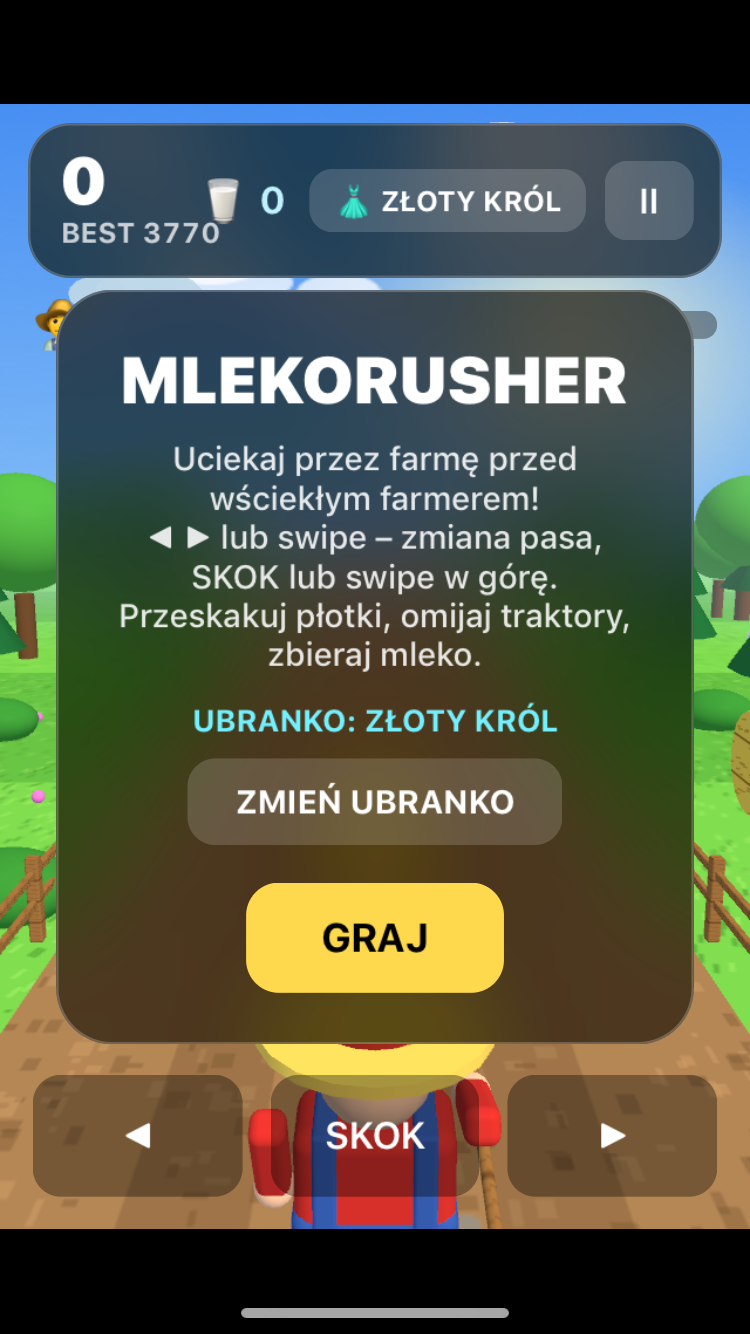 0
BEST 3770
0
ZŁOTY KRÓL
MLEKORUSHER
Uciekaj przez farmę przed
wściekłym farmerem!
◀ ▶ lub swipe – zmiana pasa,
SKOK lub swipe w górę.
Przeskakuj płotki, omijaj traktory,
zbieraj mleko.
UBRANKO: ZŁOTY KRÓL
ZMIEŃ UBRANKO
GRAJ
SKOK